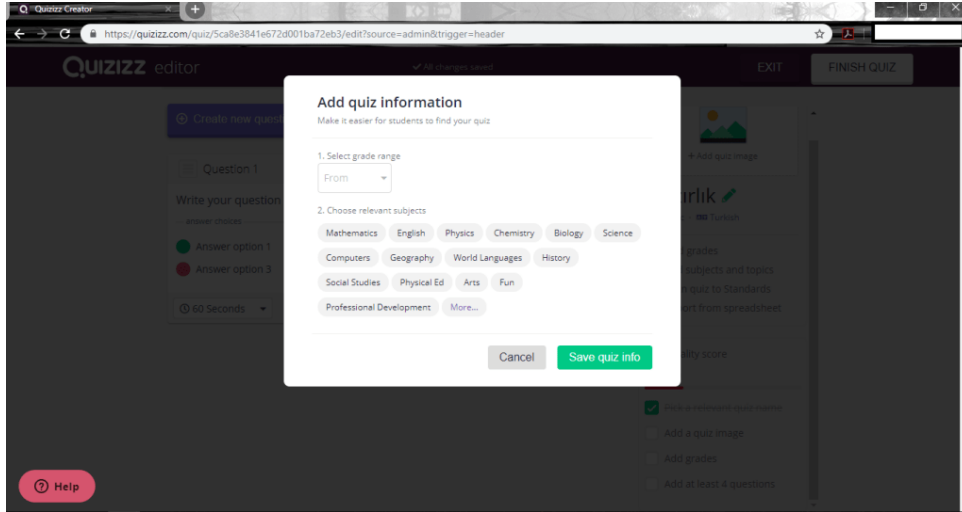 Quizizz Creator
https://quizizz.com/quiz/5ca8e3841e672d001ba72eb3/edit?source=admin&trigger=header
QUIZIZZ editor
All changes saved
EXIT
FINISH QUIZ
Create new quest
Question 1
Write your question
answer choices
Answer option 1
Answer option 3
60 Seconds
Add quiz information
Make it easier for students to find your quiz
1. Select grade range
From
2. Choose relevant subjects
Mathematics English Physics Chemistry Biology Science
Computers Geography World Languages History
Social Studies Physical Ed Arts Fun
Professional Development More...
Cancel Save quiz info
+ Add quiz image
ırlık
Turkish
grades
subjects and topics
quiz to Standards
ort from spreadsheet
ality score
Pick a relevant quiz name
Add a quiz image
Add grades
Add at least 4 questions
Help